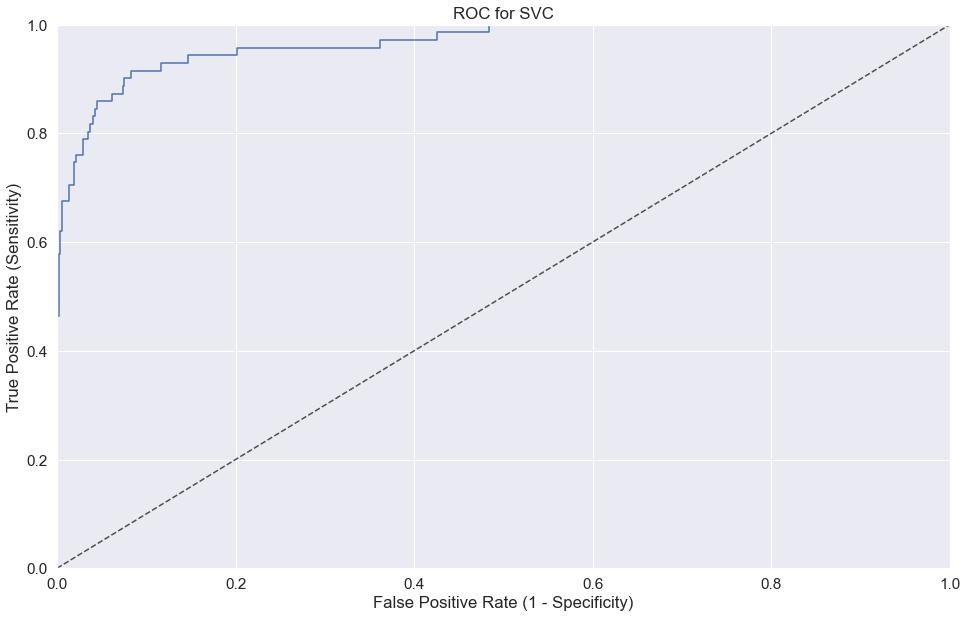 ROC for SVC
1.0
0.8
0.6
0.4
0.2
0.0
True Positive Rate (Sensitivity)
0.0 0.2 0.4 0.6 0.8 1.0
False Positive Rate (1 - Specificity)